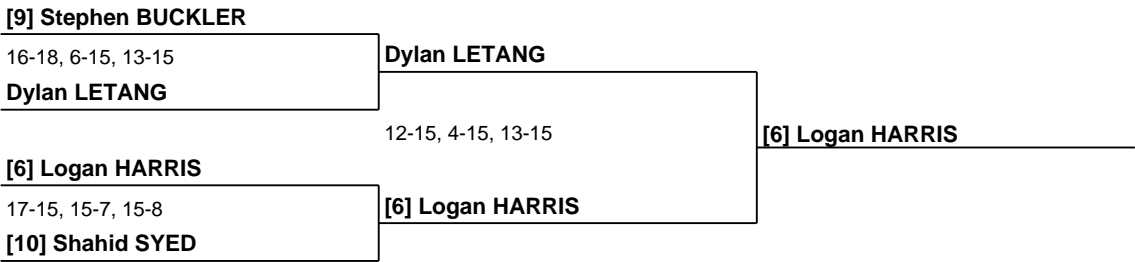 [9] Stephen BUCKLER
16-18, 6-15, 13-15
Dylan LETANG
Dylan LETANG
12-15, 4-15, 13-15
[6] Logan HARRIS
[6] Logan HARRIS
17-15, 15-7, 15-8
[6] Logan HARRIS
[10] Shahid SYED